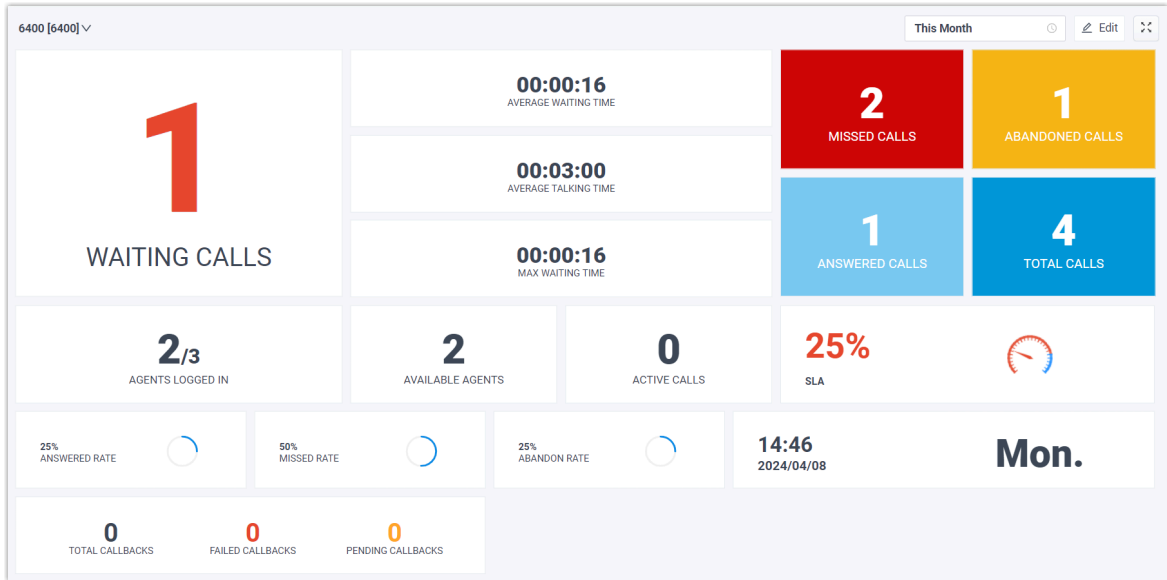 6400 [6400]
This Month
Edit
1
WAITING CALLS
00:00:16
AVERAGE WAITING TIME
00:03:00
AVERAGE TALKING TIME
00:00:16
MAX WAITING TIME
2
MISSED CALLS
1
ABANDONED CALLS
1
ANSWERED CALLS
4
TOTAL CALLS
2/3
AGENTS LOGGED IN
2
AVAILABLE AGENTS
0
ACTIVE CALLS
25%
SLA
25%
ANSWERED RATE
50%
MISSED RATE
25%
ABANDON RATE
14:46
2024/04/08
Mon.
0
TOTAL CALLBACKS
0
FAILED CALLBACKS
0
PENDING CALLBACKS